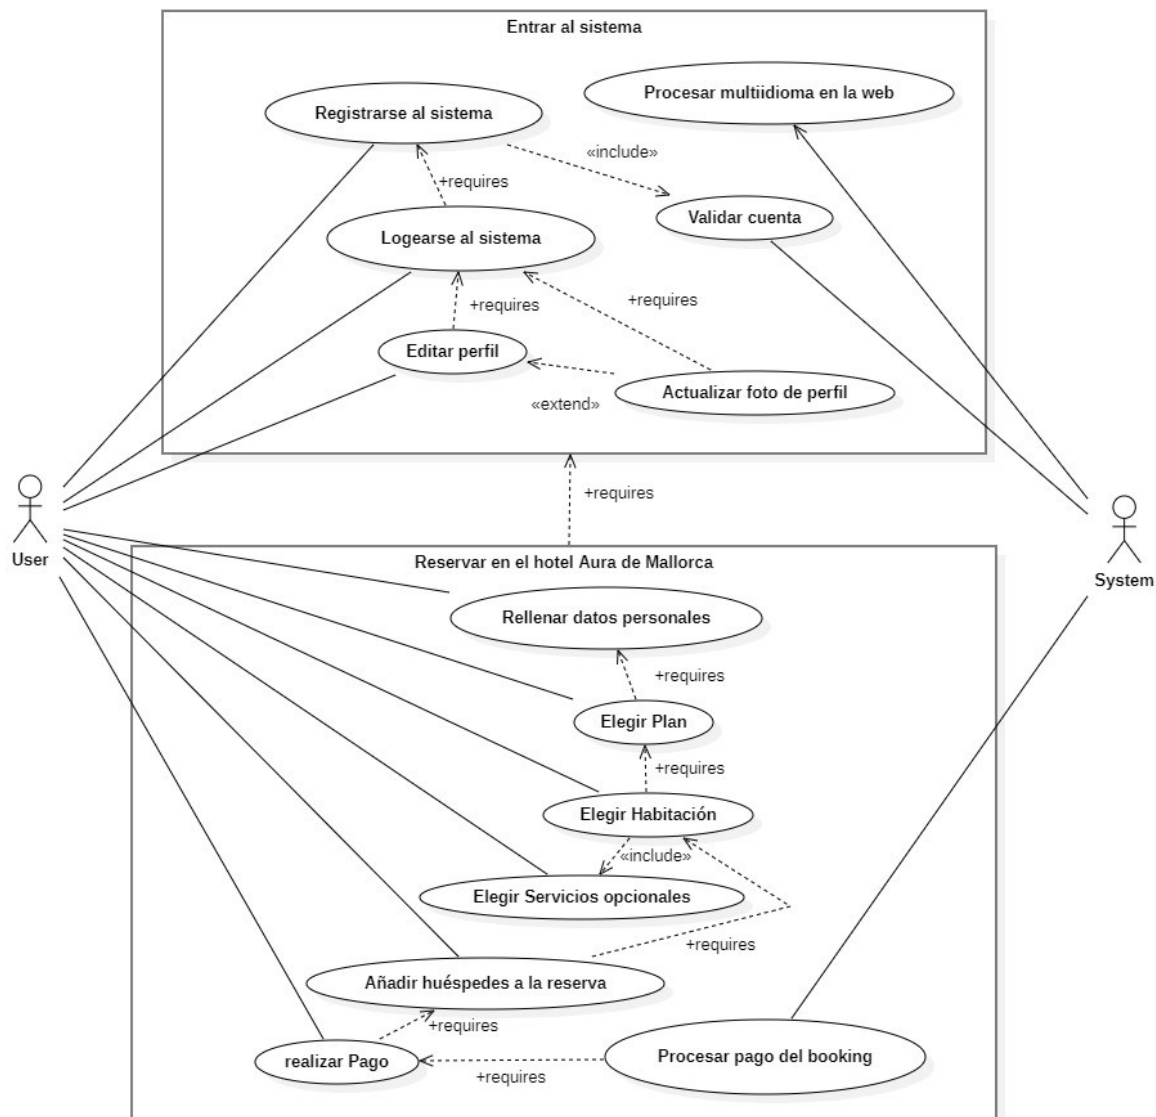 Entrar al sistema
Procesar multiidioma en la web
Registrarse al sistema
«include»
+requires
Validar cuenta
Logearse al sistema
+requires
+requires
Editar perfil
Actualizar foto de perfil
«extend»
+requires
User
System
Reservar en el hotel Aura de Mallorca
Rellenar datos personales
+requires
Elegir Plan
+requires
Elegir Habitación
«include»
Elegir Servicios opcionales
+requires
Añadir huéspedes a la reserva
+requires
realizar Pago
Procesar pago del booking
+requires